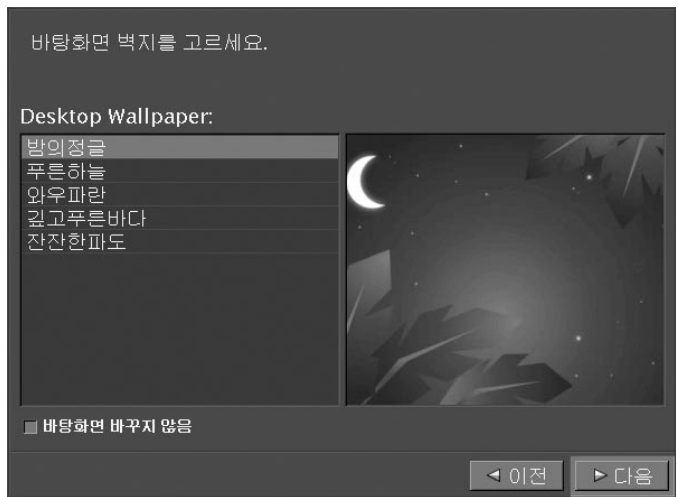 바탕화면 벽지를 고르세요.
Desktop Wallpaper:
밤의정글
푸른하늘
와우파란
깊고푸른바다
잔잔한파도
바탕화면 바꾸지 않음
◁ 이전 ▷ 다음